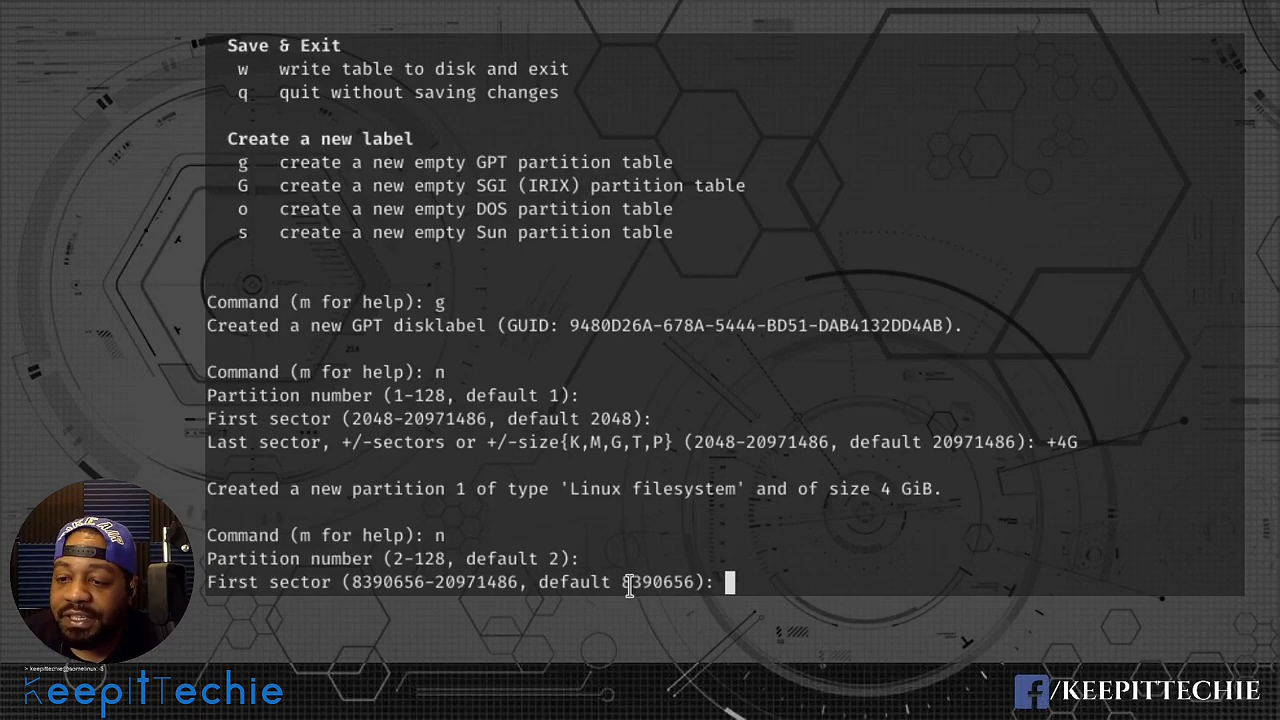 Save & Exit
w   write table to disk and exit
q   quit without saving changes
Create a new label
g   create a new empty GPT partition table
G   create a new empty SGI (IRIX) partition table
o   create a new empty DOS partition table
s   create a new empty Sun partition table
Command (m for help): g
Created a new GPT disklabel (GUID: 9480D26A-678A-5444-BD51-DAB4132DD4AB).
Command (m for help): n
Partition number (1-128, default 1):
First sector (2048-20971486, default 2048):
Last sector, +/-sectors or +/-size{K,M,G,T,P} (2048-20971486, default 20971486): +4G
Created a new partition 1 of type 'Linux filesystem' and of size 4 GiB.
Command (m for help): n
Partition number (2-128, default 2):
First sector (8390656-20971486, default 8390656):
> keepittechie@somelinux:~$
KeepItTechie
f/KEEPITTECHIE